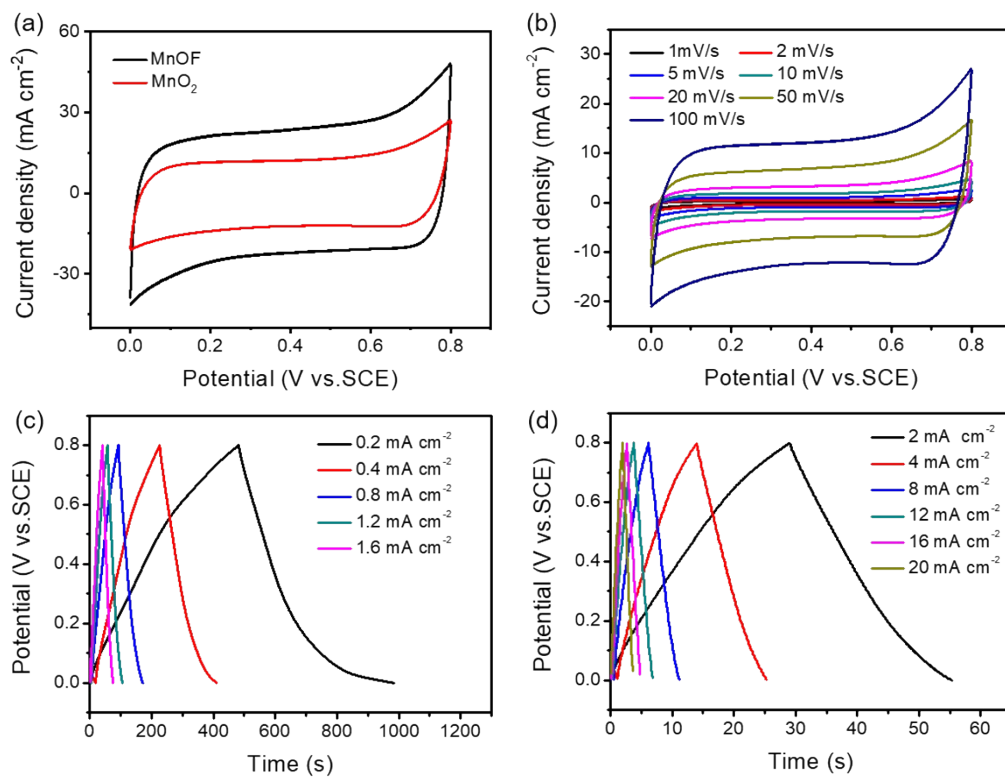 (a)
60
30
0
-30
Current density (mA cm⁻²)
MnOF
MnO₂
0.0 0.2 0.4 0.6 0.8
Potential (V vs.SCE)
(b)
30
20
10
0
-10
-20
Current density (mA cm⁻²)
1mV/s 2 mV/s
5 mV/s 10 mV/s
20 mV/s 50 mV/s
100 mV/s
0.0 0.2 0.4 0.6 0.8
Potential (V vs.SCE)
(c)
0.8
0.6
0.4
0.2
0.0
Potential (V vs.SCE)
0.2 mA cm⁻²
0.4 mA cm⁻²
0.8 mA cm⁻²
1.2 mA cm⁻²
1.6 mA cm⁻²
0 200 400 600 800 1000 1200
Time (s)
(d)
0.8
0.6
0.4
0.2
0.0
Potential (V vs.SCE)
2 mA cm⁻²
4 mA cm⁻²
8 mA cm⁻²
12 mA cm⁻²
16 mA cm⁻²
20 mA cm⁻²
0 10 20 30 40 50 60
Time (s)